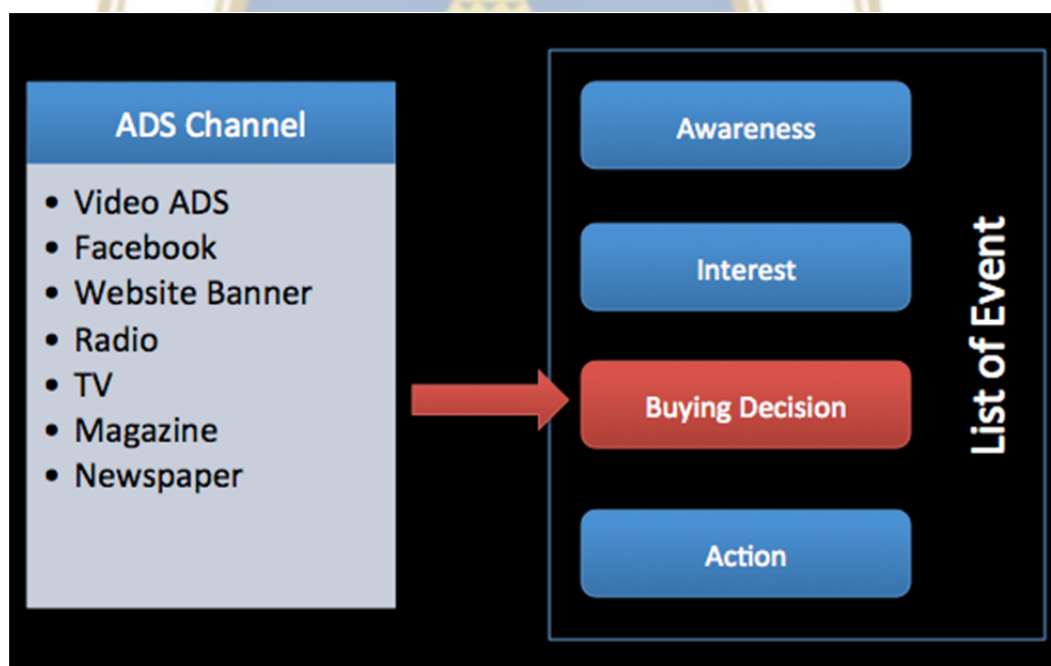 ADS Channel
• Video ADS
• Facebook
• Website Banner
• Radio
• TV
• Magazine
• Newspaper
Awareness
Interest
Buying Decision
Action
List of Event